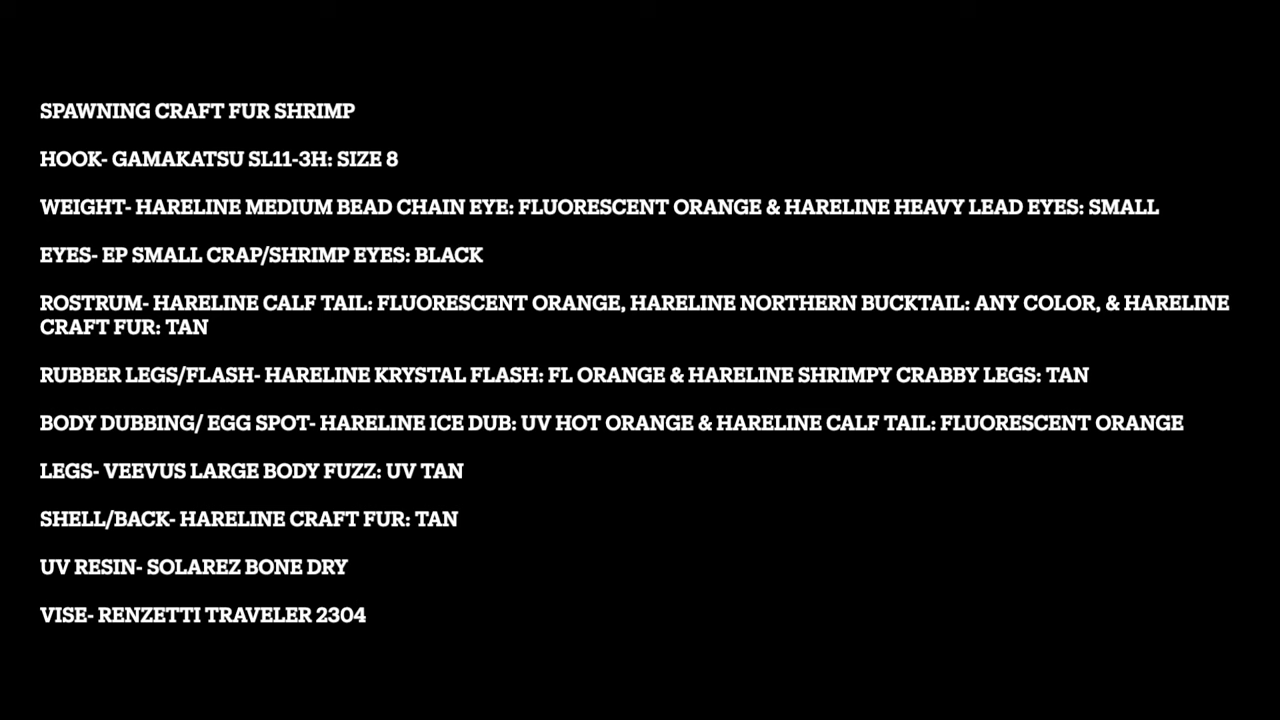 SPAWNING CRAFT FUR SHRIMP
HOOK- GAMAKATSU SL11-3H: SIZE 8
WEIGHT- HARELINE MEDIUM BEAD CHAIN EYE: FLUORESCENT ORANGE & HARELINE HEAVY LEAD EYES: SMALL
EYES- EP SMALL CRAP/SHRIMP EYES: BLACK
ROSTRUM- HARELINE CALF TAIL: FLUORESCENT ORANGE, HARELINE NORTHERN BUCKTAIL: ANY COLOR, & HARELINE
CRAFT FUR: TAN
RUBBER LEGS/FLASH- HARELINE KRYSTAL FLASH: FL ORANGE & HARELINE SHRIMPY CRABBY LEGS: TAN
BODY DUBBING/ EGG SPOT- HARELINE ICE DUB: UV HOT ORANGE & HARELINE CALF TAIL: FLUORESCENT ORANGE
LEGS- VEEVUS LARGE BODY FUZZ: UV TAN
SHELL/BACK- HARELINE CRAFT FUR: TAN
UV RESIN- SOLAREZ BONE DRY
VISE- RENZETTI TRAVELER 2304